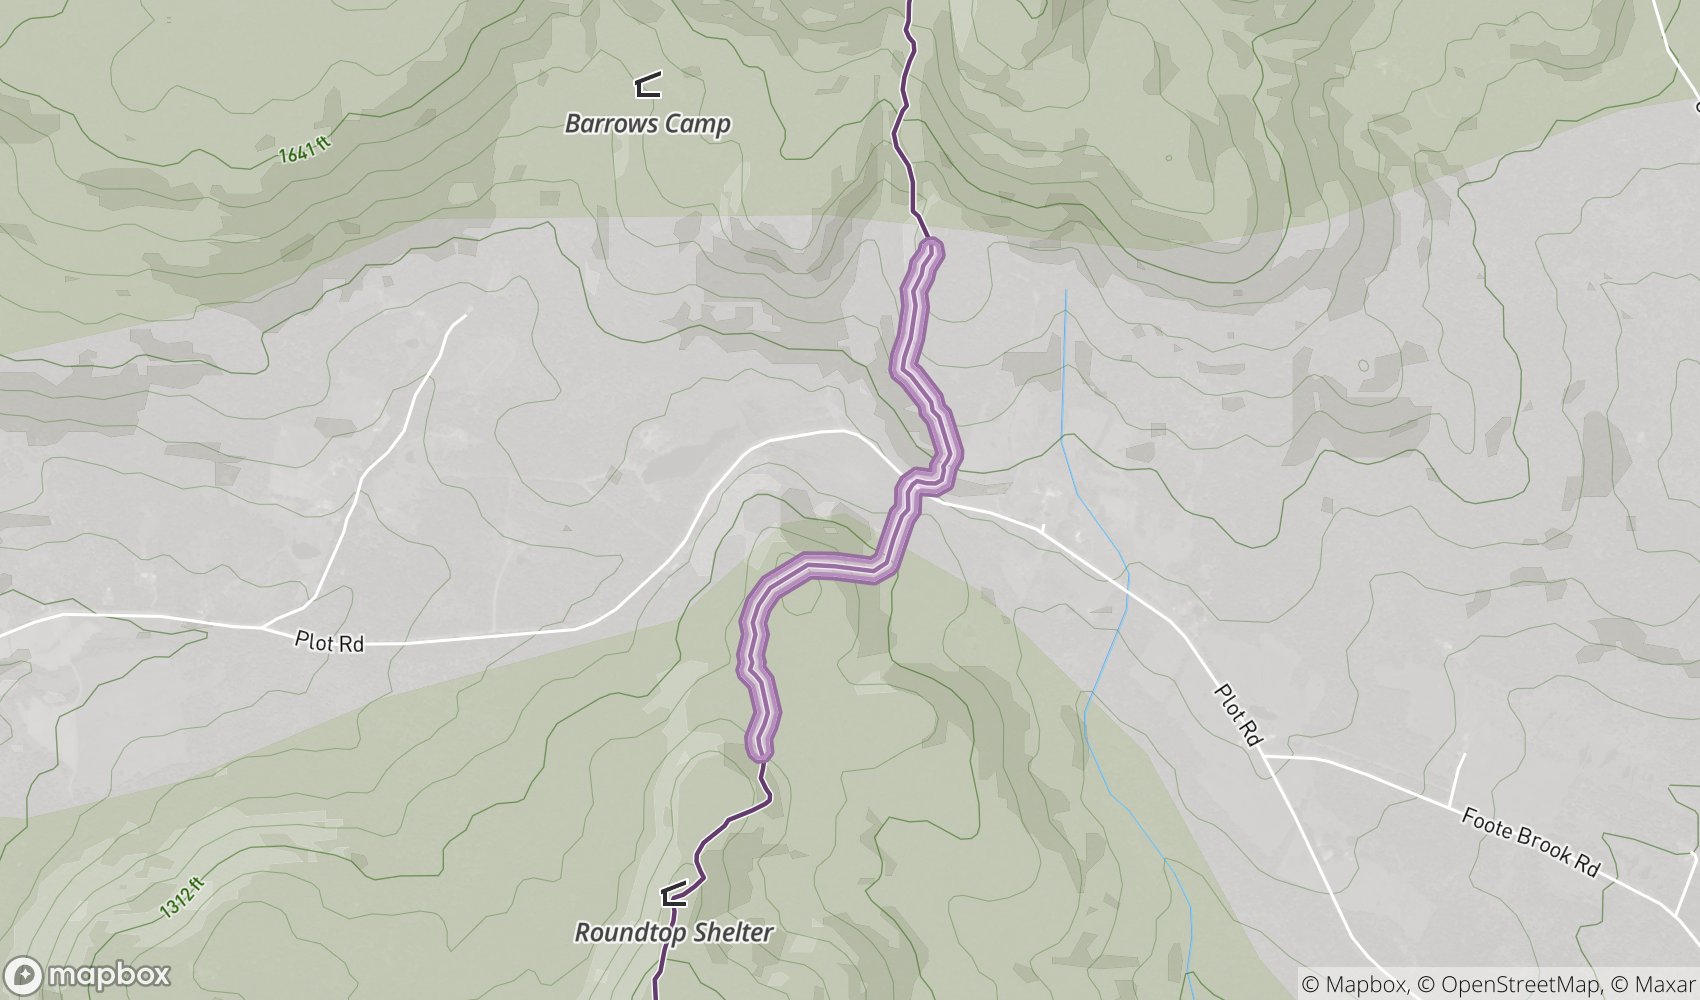 Barrows Camp
1641 ft
Plot Rd
Plot Rd
Foote Brook Rd
1312 ft
Roundtop Shelter
mapbox
© Mapbox, © OpenStreetMap, © Maxar